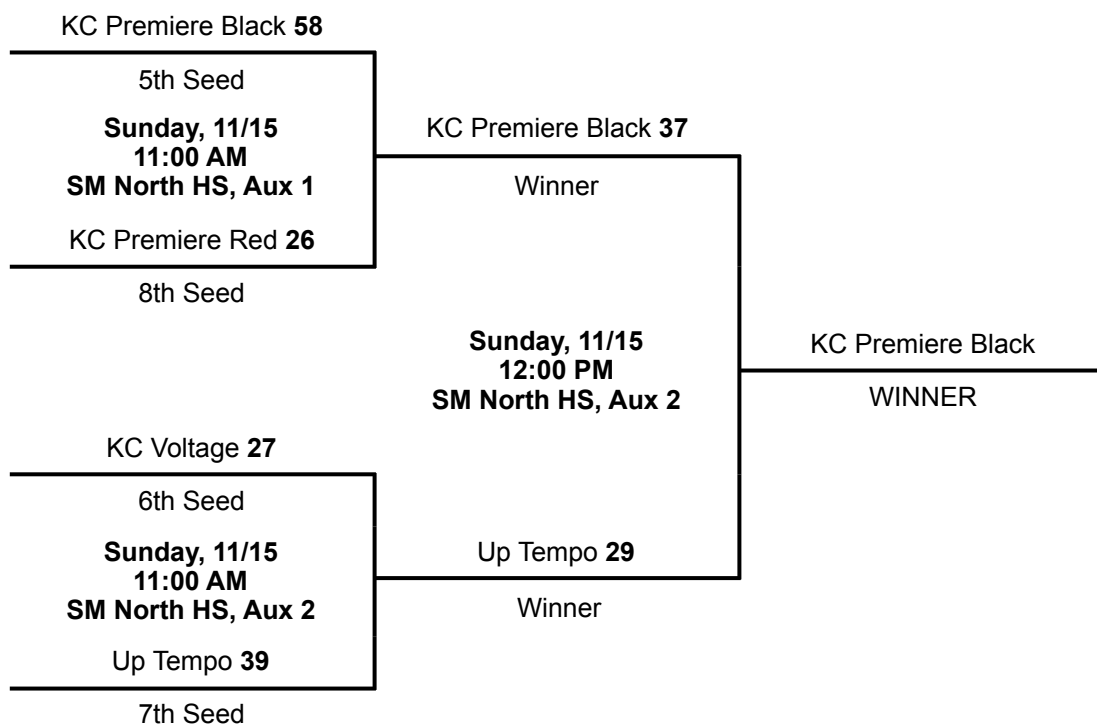 KC Premiere Black 58
5th Seed
Sunday, 11/15
11:00 AM
SM North HS, Aux 1
KC Premiere Red 26
8th Seed
KC Premiere Black 37
Winner
Sunday, 11/15
12:00 PM
SM North HS, Aux 2
KC Premiere Black
WINNER
KC Voltage 27
6th Seed
Sunday, 11/15
11:00 AM
SM North HS, Aux 2
Up Tempo 39
7th Seed
Up Tempo 29
Winner